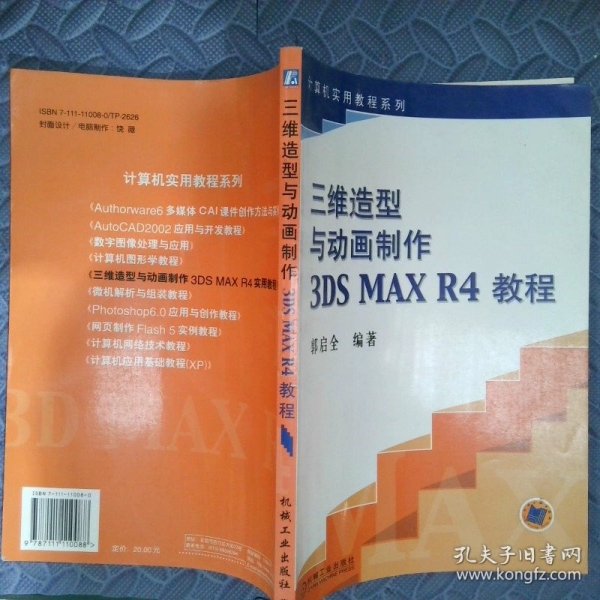 ISBN 7-111-11008-0/TP·2626
封面设计/电脑制作:饶薇
计算机实用教程系列
《Authorware6 多媒体 CAI 课件创作方法与实
《AutoCAD2002 应用与开发教程》
《数字图像处理与应用》
《计算机图形学教程》
《三维造型与动画制作 3DS MAX R4 实用教程
《微机解析与组装教程》
《Photoshop6.0 应用与创作教程》
《网页制作 Flash 5 实例教程》
《计算机网络技术教程》
《计算机应用基础教程(XP)》
3D MAX
ISBN 7-111-11008-0
9 787111 110088 >
定价: 20.00 元
三维造型与动画制作 3DS MAX R4 教程
机械工业出版社
计算机实用教程系列
三维造型
与动画制作
3DS MAX R4 教程
郭启全 编著
MAX
机械工业出版社
孔夫子旧书网
www.kongfz.com